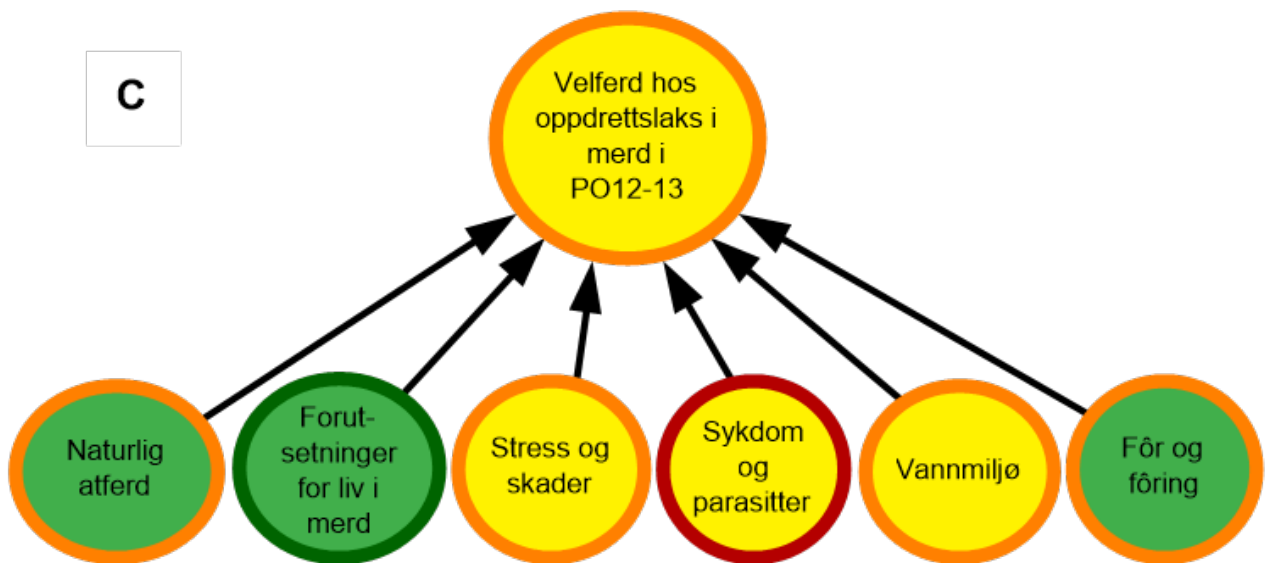 C
Velferd hos
oppdrettslaks i
merd i
PO12-13
Naturlig
atferd
Forut-
setninger
for liv i
merd
Stress og
skader
Sykdom
og
parasitter
Vannmiljø
Fôr og
fôring